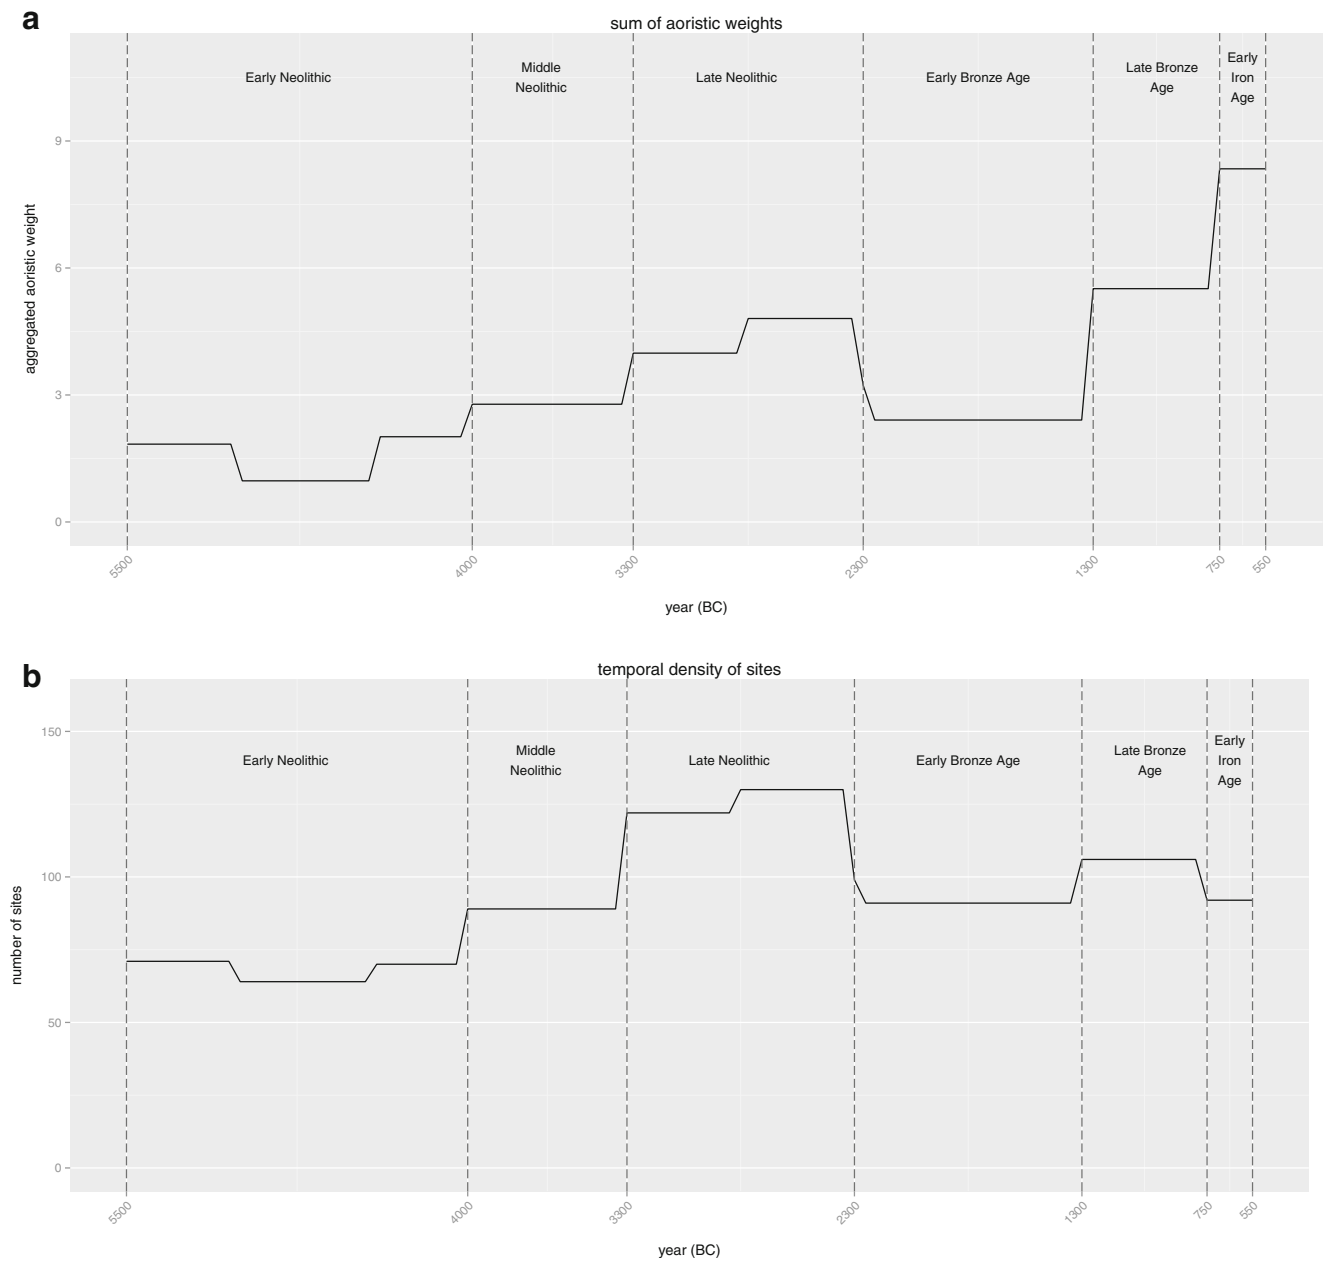 a
sum of aoristic weights
Early Neolithic
Middle
Neolithic
Late Neolithic
Early Bronze Age
Late Bronze
Age
Early
Iron
Age
aggregated aoristic weight
9
6
3
0
5500
4000
3300
2300
1300
750
550
year (BC)
b
temporal density of sites
Early Neolithic
Middle
Neolithic
Late Neolithic
Early Bronze Age
Late Bronze
Age
Early
Iron
Age
number of sites
150
100
50
0
5500
4000
3300
2300
1300
750
550
year (BC)